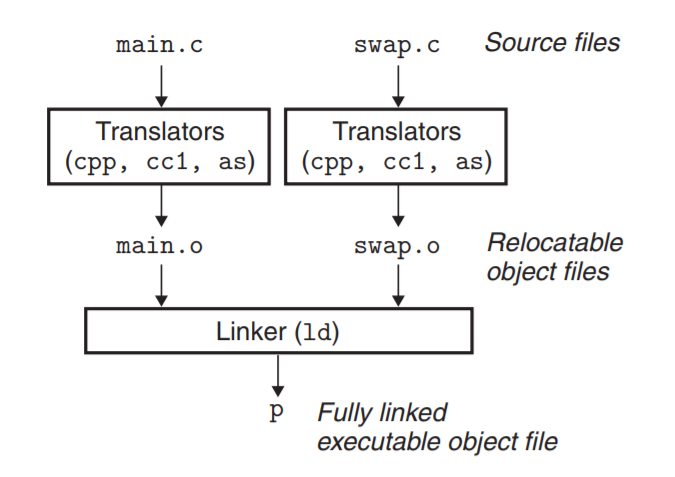 main.c swap.c Source files
Translators Translators
(cpp, cc1, as) (cpp, cc1, as)
main.o swap.o Relocatable
object files
Linker (ld)
p Fully linked
executable object file